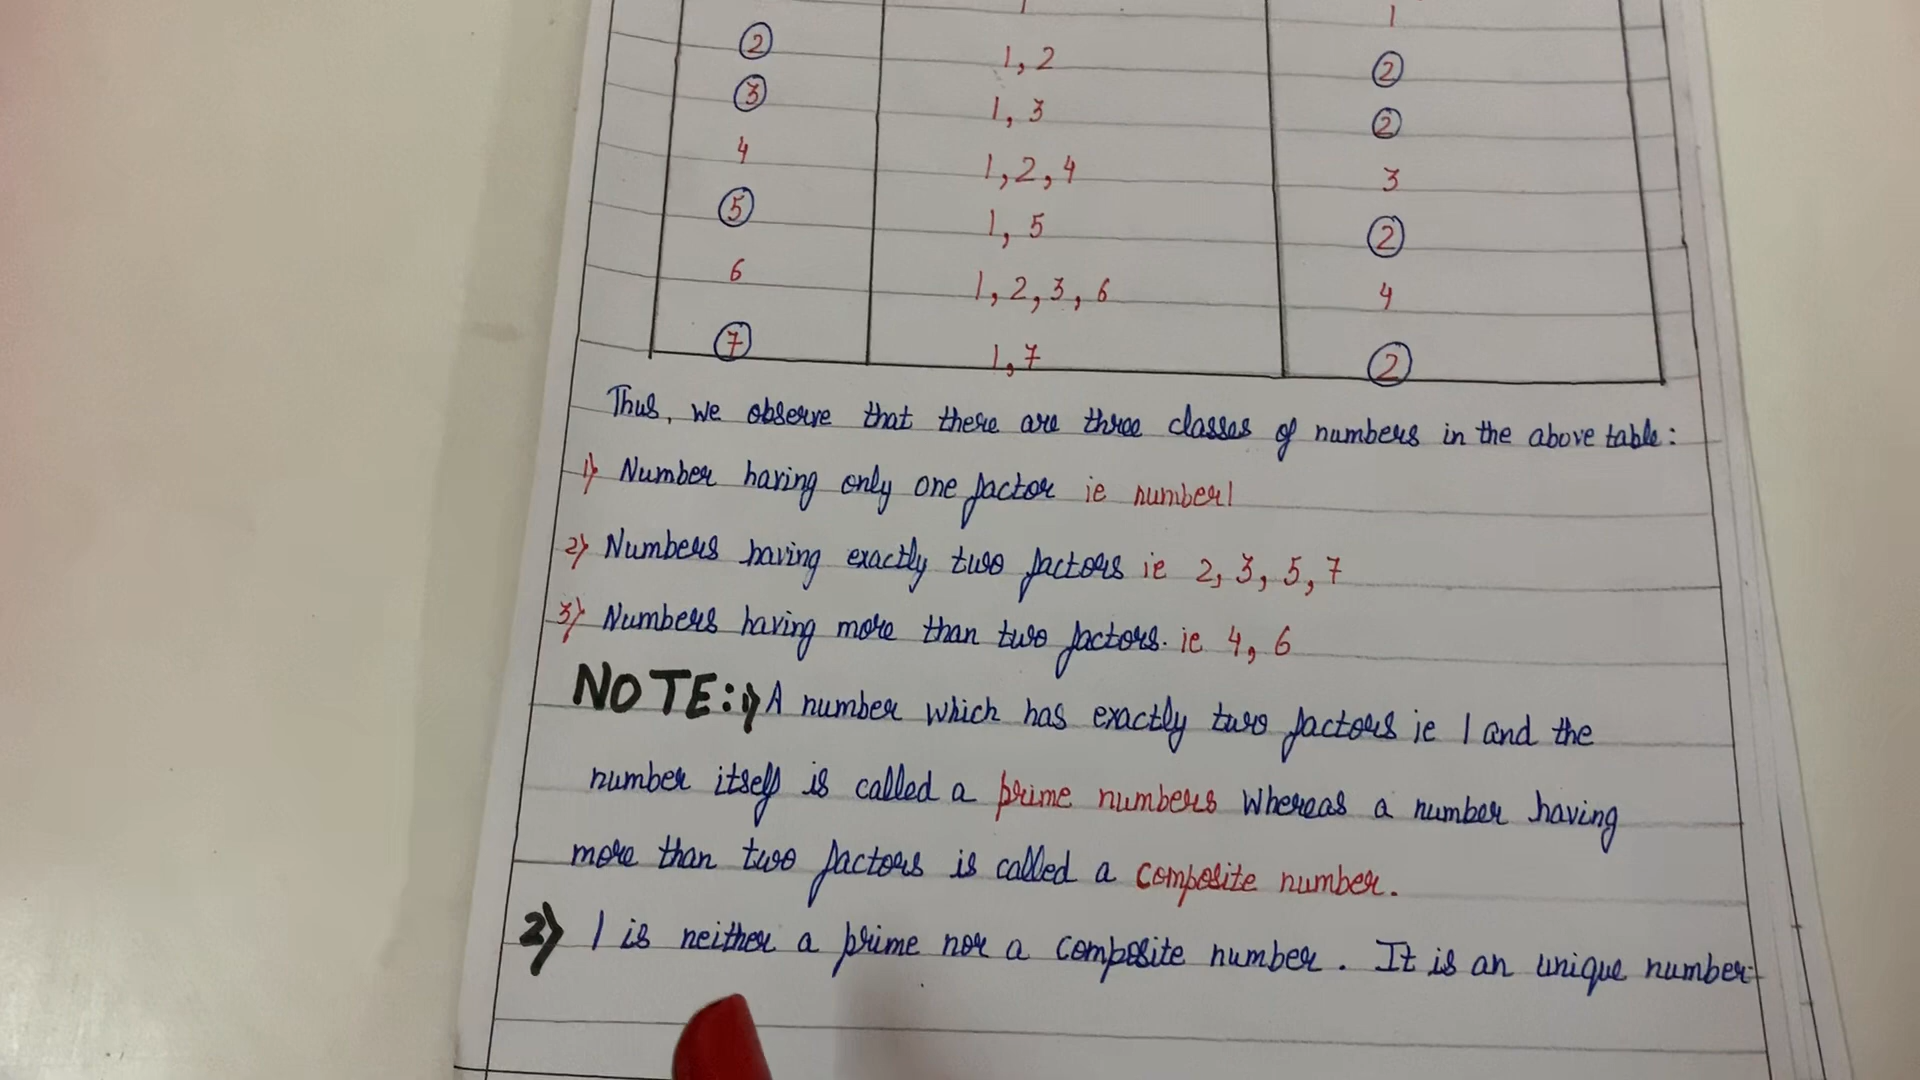 1 1
2 1, 2 2
3 1, 3 2
4 1, 2, 4 3
5 1, 5 2
6 1, 2, 3, 6 4
7 1, 7 2
Thus, we observe that there are three classes of numbers in the above table:
1) Number having only one factor ie number 1
2) Numbers having exactly two factors ie 2, 3, 5, 7
3) Numbers having more than two factors. ie 4, 6
NOTE: 1) A number which has exactly two factors ie 1 and the
number itself is called a prime numbers whereas a number having
more than two factors is called a composite number.
2) 1 is neither a prime nor a composite number. It is an unique number